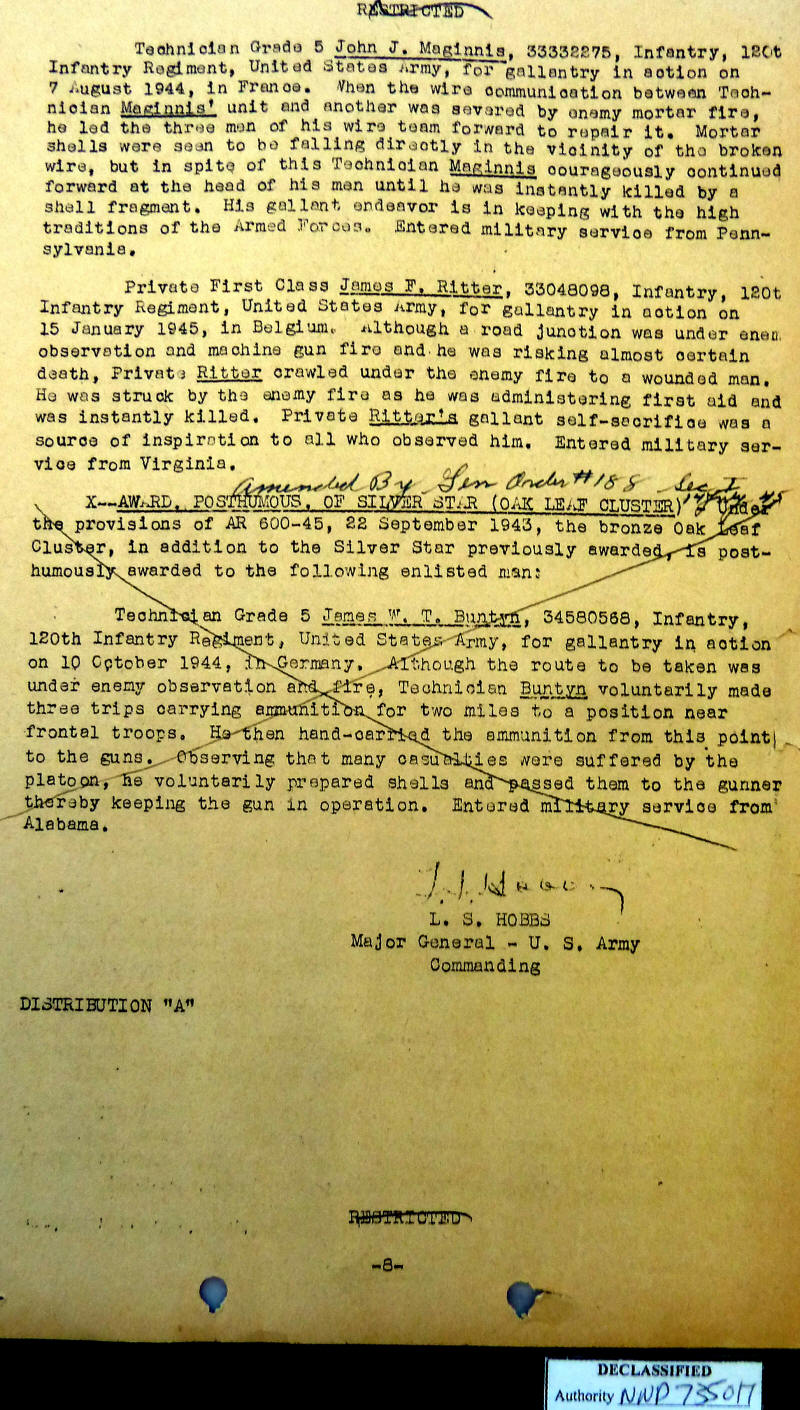 RESTRICTED
Technician Grade 5 John J. Maginnis, 33332275, Infantry, 120t
Infantry Regiment, United States Army, for gallantry in action on
7 August 1944, in France. When the wire communication between Tech-
nician Maginnis' unit and another was severed by enemy mortar fire,
he led the three men of his wire team forward to repair it. Mortar
shells were seen to be falling directly in the vicinity of the broken
wire, but in spite of this Technician Maginnis courageously continued
forward at the head of his men until he was instantly killed by a
shell fragment. His gallant endeavor is in keeping with the high
traditions of the Armed Forces. Entered military service from Penn-
sylvania.
Private First Class James F. Ritter, 33048098, Infantry, 120t
Infantry Regiment, United States Army, for gallantry in action on
15 January 1945, in Belgium. Although a road junction was under enem
observation and machine gun fire and he was risking almost certain
death, Private Ritter crawled under the enemy fire to a wounded man.
He was struck by the enemy fire as he was administering first aid and
was instantly killed. Private Ritter's gallant self-sacrifice was a
source of inspiration to all who observed him. Entered military ser-
vice from Virginia.
Amended By Gen Order #188 Sec I
X--AWARD, POSTHUMOUS, OF SILVER STAR (OAK LEAF CLUSTER) Under
the provisions of AR 600-45, 22 September 1943, the bronze Oak Leaf
Cluster, in addition to the Silver Star previously awarded, is post-
humously awarded to the following enlisted man:
Technician Grade 5 James W. T. Buntyn, 34580568, Infantry,
120th Infantry Regiment, United States Army, for gallantry in action
on 10 October 1944, in Germany. Although the route to be taken was
under enemy observation and fire, Technician Buntyn voluntarily made
three trips carrying ammunition for two miles to a position near
frontal troops. He then hand-carried the ammunition from this point
to the guns. Observing that many casualties were suffered by the
platoon, he voluntarily prepared shells and passed them to the gunner
thereby keeping the gun in operation. Entered military service from
Alabama.
L. S. HOBBS
Major General - U. S. Army
Commanding
DISTRIBUTION "A"
RESTRICTED
-8-
DECLASSIFIED
Authority NND 735017